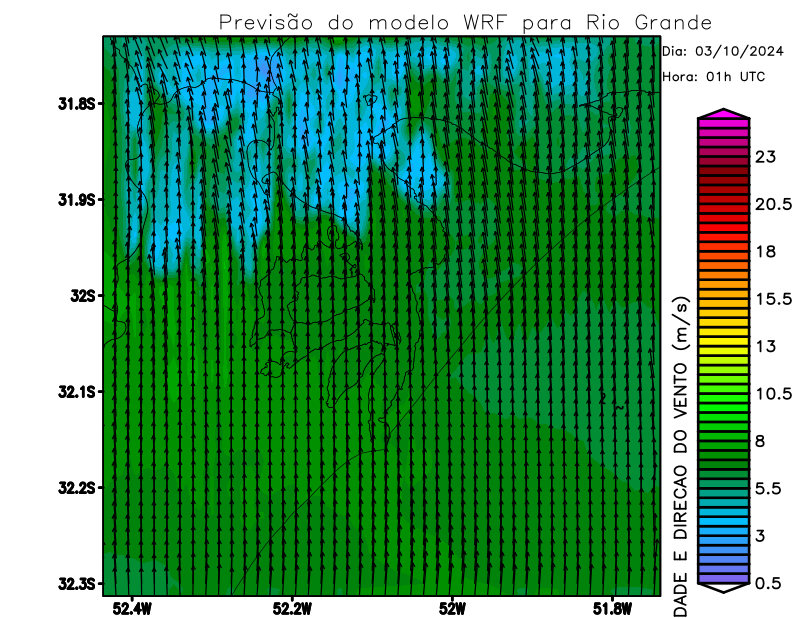 Previsão do modelo WRF para Rio Grande
Dia: 03/10/2024
Hora: 01h UTC
31.8S
31.9S
32S
32.1S
32.2S
32.3S
52.4W
52.2W
52W
51.8W
23
20.5
18
15.5
13
10.5
8
5.5
3
0.5
DADE E DIRECAO DO VENTO (m/s)